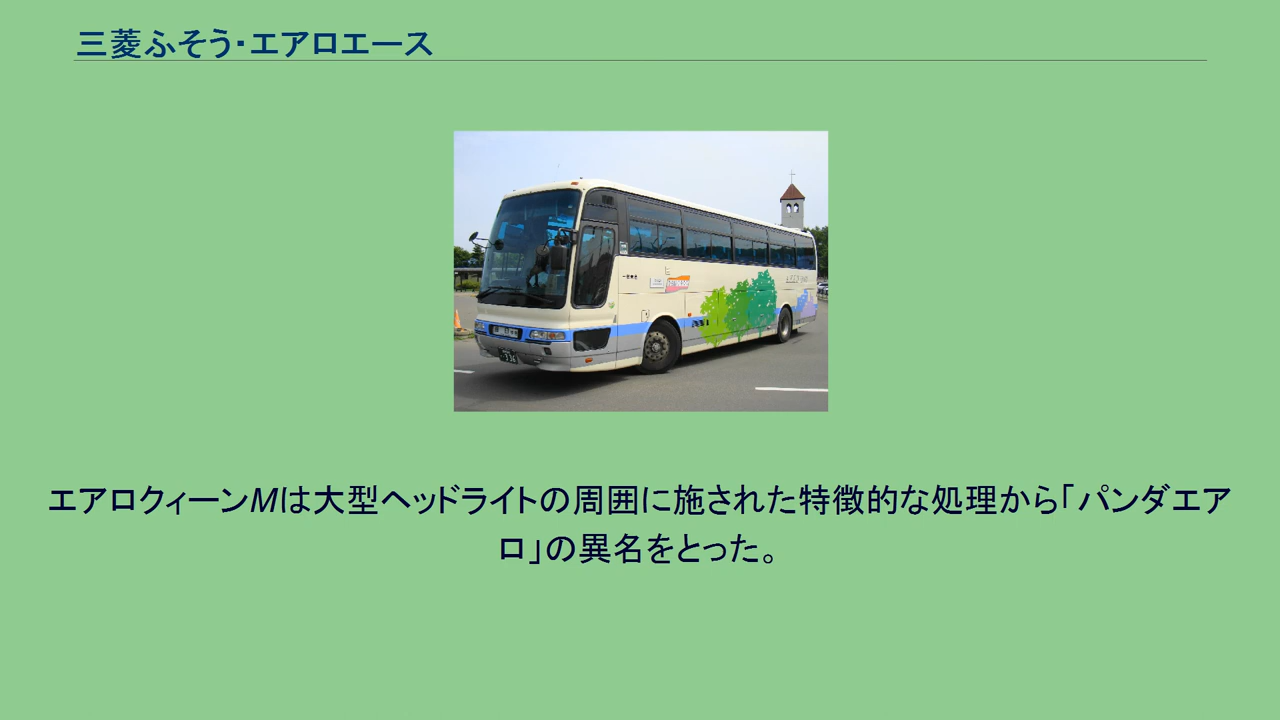 三菱ふそう・エアロエース
エアロクィーンMは大型ヘッドライトの周囲に施された特徴的な処理から「パンダエア
ロ」の異名をとった。